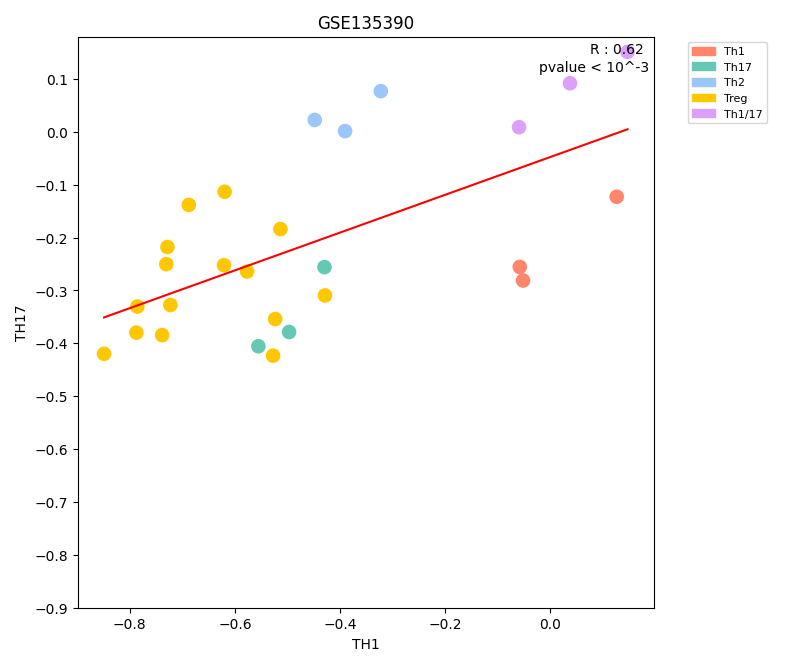 GSE135390
R : 0.62
pvalue < 10^-3
Th1
Th17
Th2
Treg
Th1/17
0.1
0.0
−0.1
−0.2
−0.3
−0.4
−0.5
−0.6
−0.7
−0.8
−0.9
TH17
−0.8
−0.6
−0.4
−0.2
0.0
TH1